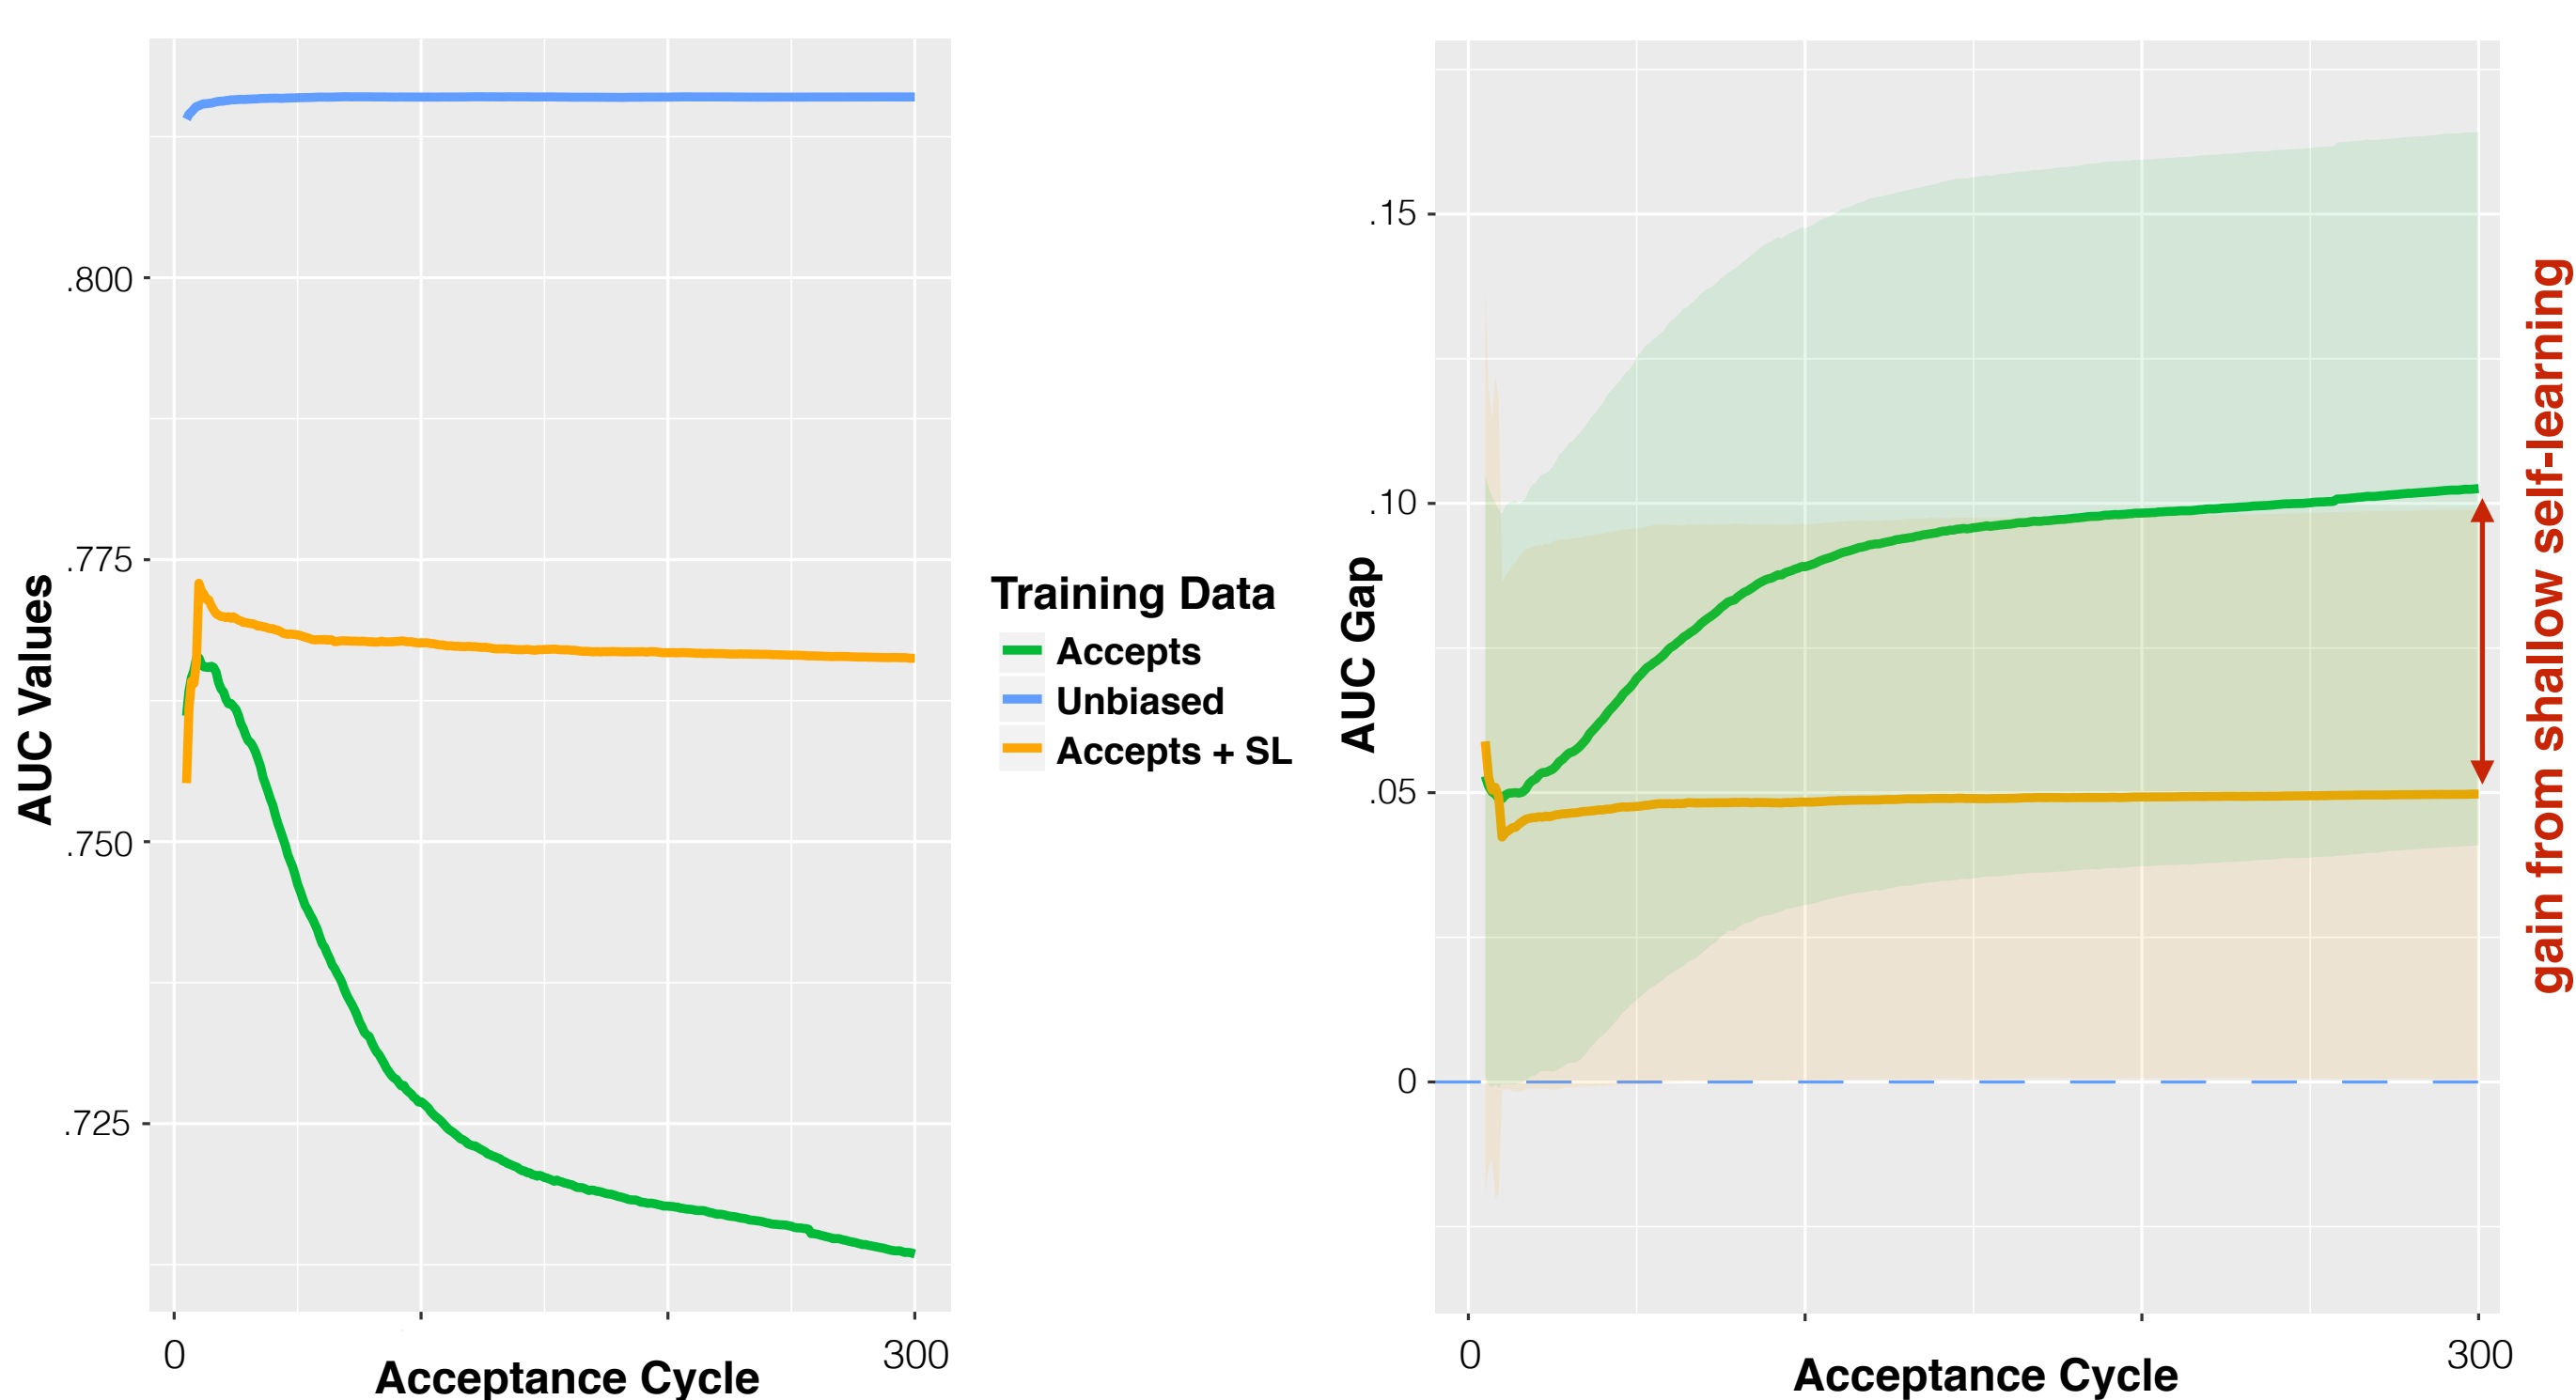 AUC Values
.800
.775
.750
.725
0
300
Acceptance Cycle
Training Data
Accepts
Unbiased
Accepts + SL
AUC Gap
.15
.10
.05
0
0
300
Acceptance Cycle
gain from shallow self-learning